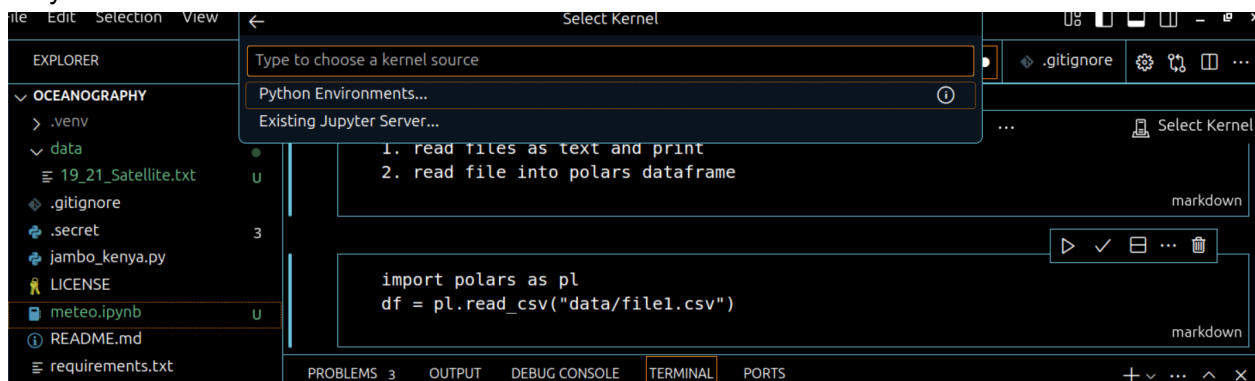 File Edit Selection View
Select Kernel
Type to choose a kernel source
Python Environments...
Existing Jupyter Server...
.gitignore
Select Kernel
EXPLORER
OCEANOGRAPHY
.venv
data
19_21_Satellite.txt U
.gitignore
.secret 3
jambo_kenya.py
LICENSE
meteo.ipynb U
README.md
requirements.txt
1. read files as text and print
2. read file into polars dataframe
markdown
import polars as pl
df = pl.read_csv("data/file1.csv")
markdown
PROBLEMS 3 OUTPUT DEBUG CONSOLE TERMINAL PORTS